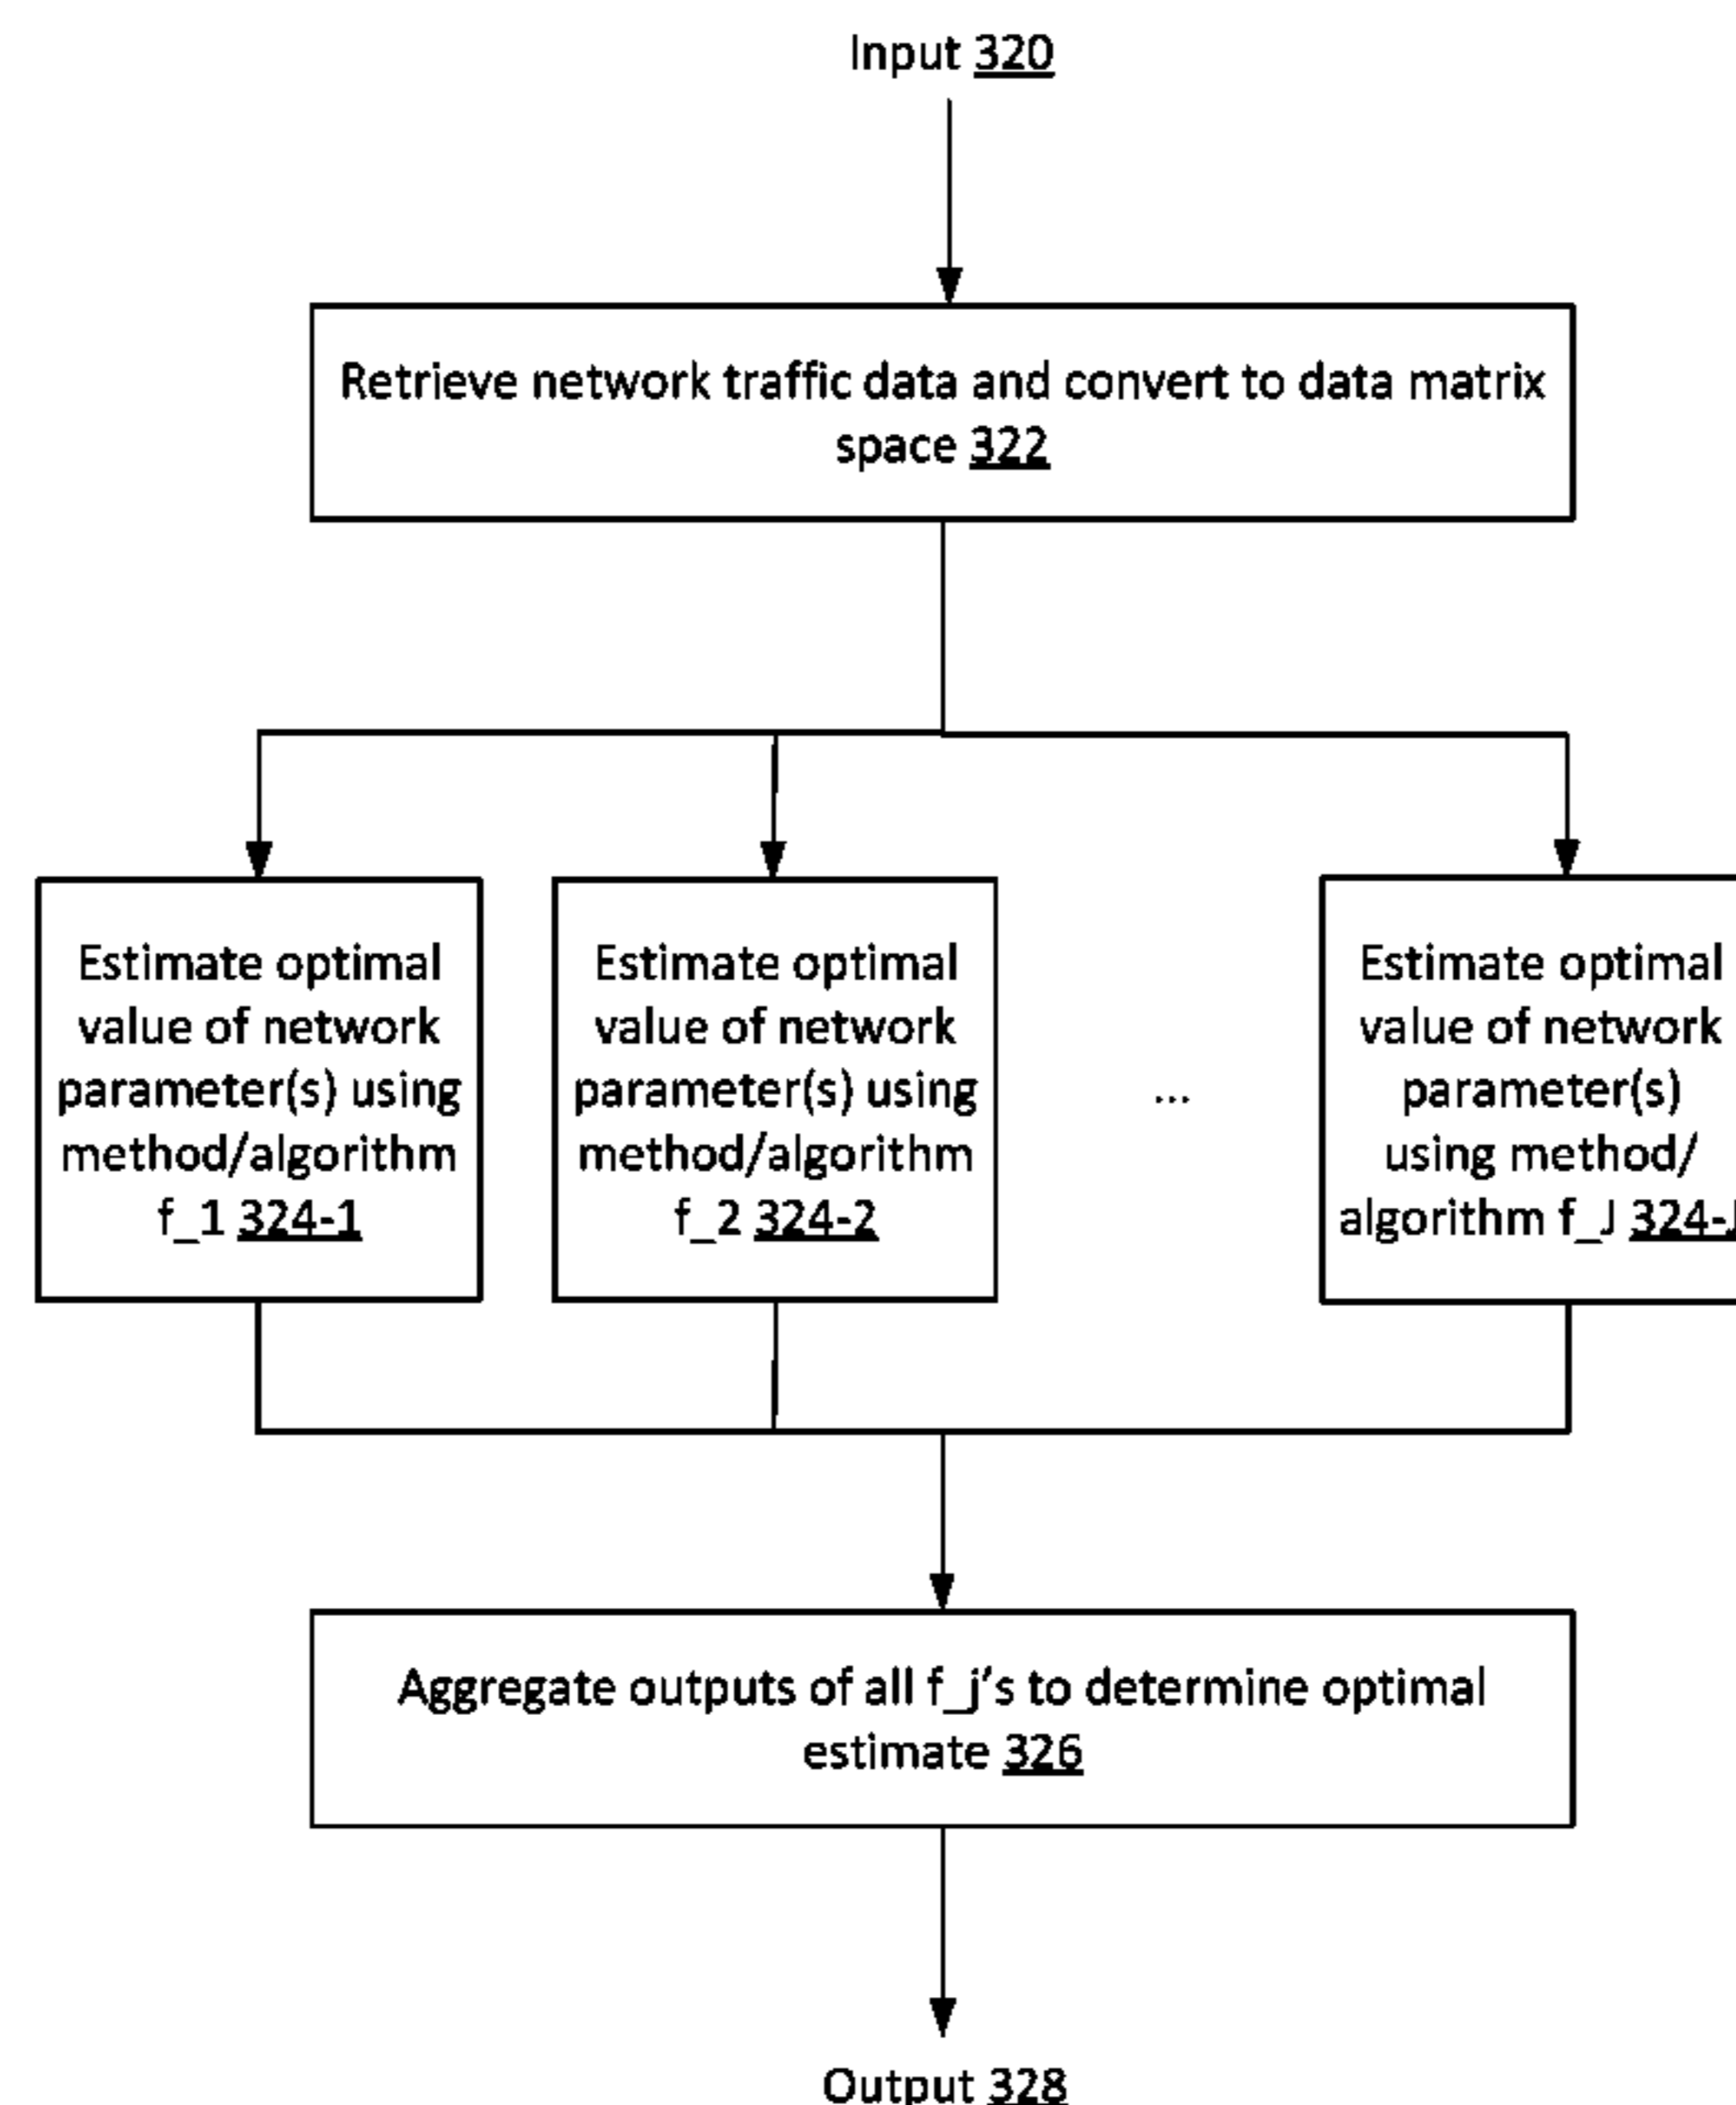 Input 320
Retrieve network traffic data and convert to data matrix
space 322
Estimate optimal
value of network
parameter(s) using
method/algorithm
f_1 324-1
Estimate optimal
value of network
parameter(s) using
method/algorithm
f_2 324-2
...
Estimate optimal
value of network
parameter(s)
using method/
algorithm f_J 324-J
Aggregate outputs of all f_j's to determine optimal
estimate 326
Output 328